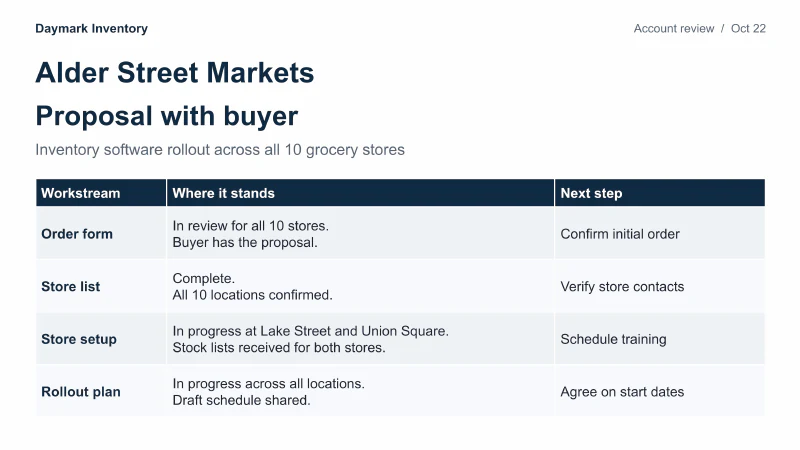 Daymark Inventory
Account review / Oct 22
Alder Street Markets
Proposal with buyer
Inventory software rollout across all 10 grocery stores
Workstream
Where it stands
Next step
Order form
In review for all 10 stores.
Buyer has the proposal.
Confirm initial order
Store list
Complete.
All 10 locations confirmed.
Verify store contacts
Store setup
In progress at Lake Street and Union Square.
Stock lists received for both stores.
Schedule training
Rollout plan
In progress across all locations.
Draft schedule shared.
Agree on start dates